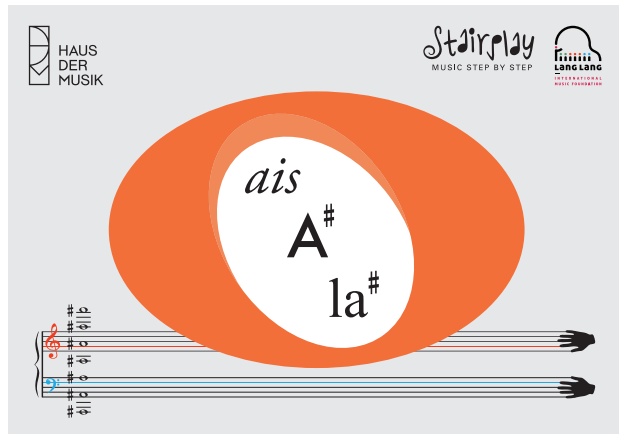 HAUS
DER
MUSIK
Stairplay
MUSIC STEP BY STEP
LANG LANG
INTERNATIONAL
MUSIC FOUNDATION
ais
A♯
la♯